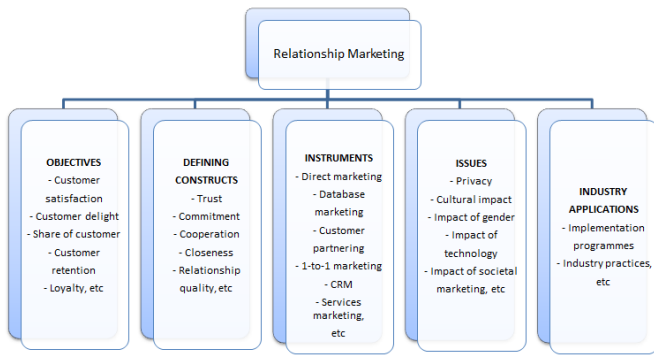 Relationship Marketing
OBJECTIVES
- Customer
satisfaction
- Customer delight
- Share of customer
- Customer
retention
- Loyalty, etc
DEFINING
CONSTRUCTS
- Trust
- Commitment
- Cooperation
- Closeness
- Relationship
quality, etc
INSTRUMENTS
- Direct marketing
- Database
marketing
- Customer
partnering
- 1-to-1 marketing
- CRM
- Services
marketing,
etc
ISSUES
- Privacy
- Cultural impact
- Impact of gender
- Impact of
technology
- Impact of societal
marketing, etc
INDUSTRY
APPLICATIONS
- Implementation
programmes
- Industry practices,
etc